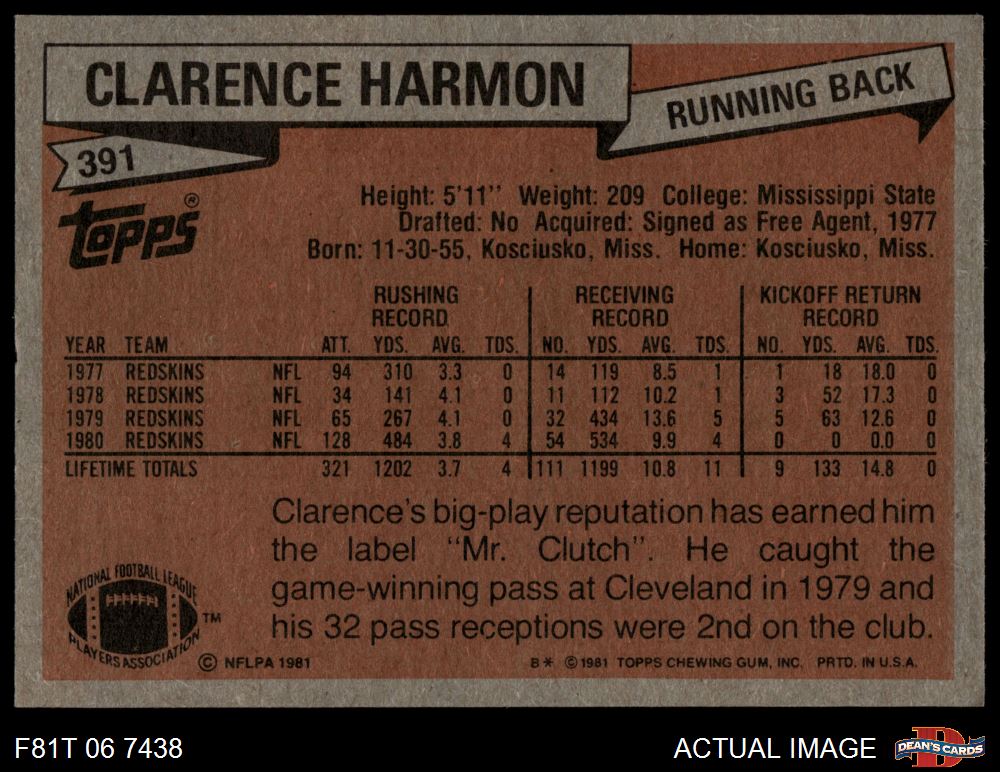 CLARENCE HARMON
RUNNING BACK
391
topps®
Height: 5'11'' Weight: 209 College: Mississippi State
Drafted: No Acquired: Signed as Free Agent, 1977
Born: 11-30-55, Kosciusko, Miss. Home: Kosciusko, Miss.
RUSHING RECORD RECEIVING RECORD KICKOFF RETURN RECORD
YEAR TEAM ATT. YDS. AVG. TDS. NO. YDS. AVG. TDS. NO. YDS. AVG. TDS.
1977 REDSKINS NFL 94 310 3.3 0 14 119 8.5 1 1 18 18.0 0
1978 REDSKINS NFL 34 141 4.1 0 11 112 10.2 1 3 52 17.3 0
1979 REDSKINS NFL 65 267 4.1 0 32 434 13.6 5 5 63 12.6 0
1980 REDSKINS NFL 128 484 3.8 4 54 534 9.9 4 0 0 0.0 0
LIFETIME TOTALS 321 1202 3.7 4 111 1199 10.8 11 9 133 14.8 0
Clarence's big-play reputation has earned him
the label "Mr. Clutch". He caught the
game-winning pass at Cleveland in 1979 and
his 32 pass receptions were 2nd on the club.
NATIONAL FOOTBALL LEAGUE
PLAYERS ASSOCIATION
TM
© NFLPA 1981
B* © 1981 TOPPS CHEWING GUM, INC. PRTD. IN U.S.A.
F81T 06 7438
ACTUAL IMAGE
D
DEAN'S CARDS